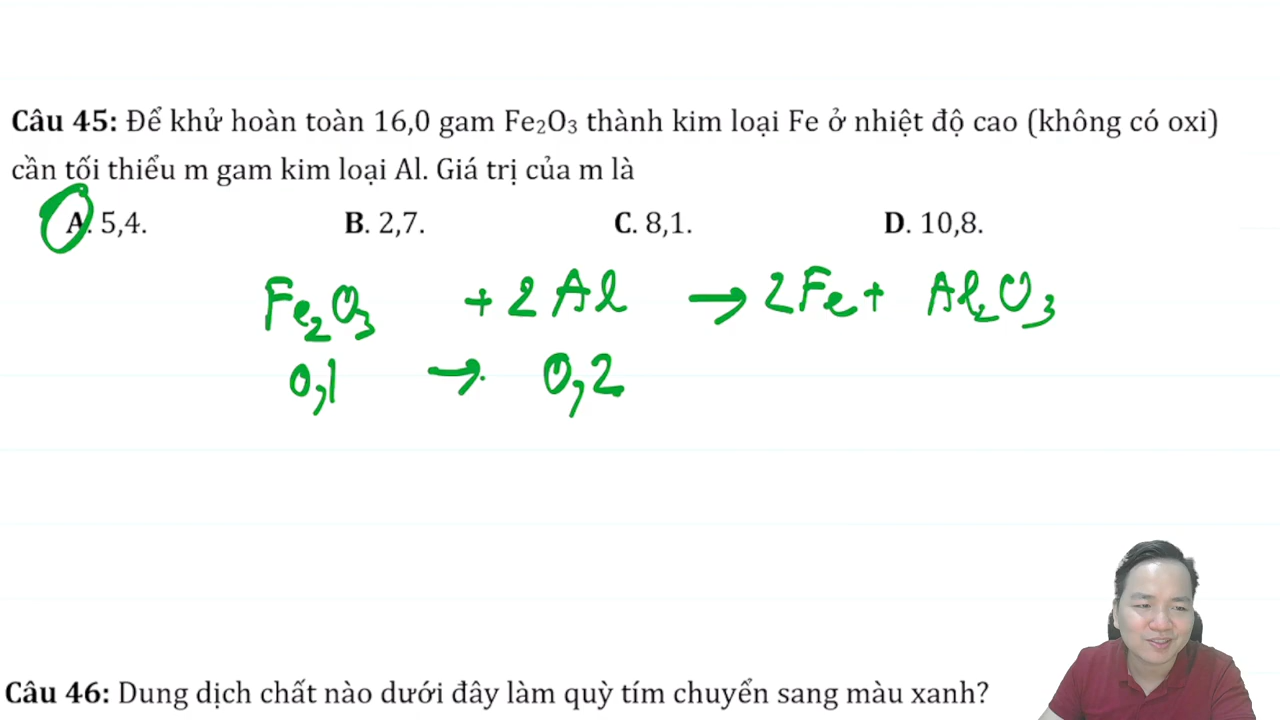 Câu 45: Để khử hoàn toàn 16,0 gam Fe₂O₃ thành kim loại Fe ở nhiệt độ cao (không có oxi)
cần tối thiểu m gam kim loại Al. Giá trị của m là
A. 5,4. B. 2,7. C. 8,1. D. 10,8.
Fe₂O₃ + 2Al → 2Fe + Al₂O₃
0,1 → 0,2
Câu 46: Dung dịch chất nào dưới đây làm quỳ tím chuyển sang màu xanh?